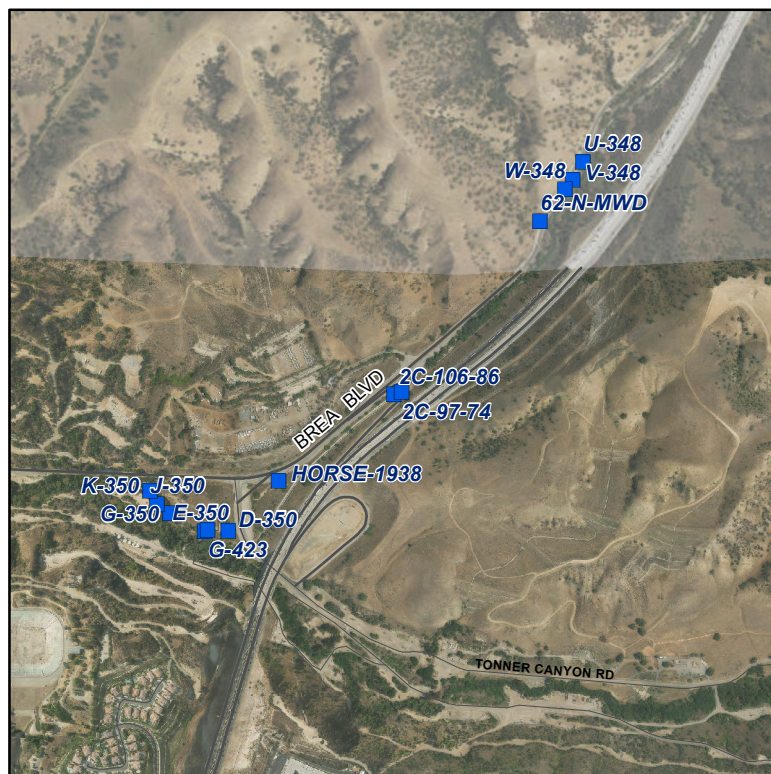 U-348
W-348
V-348
62-N-MWD
2C-106-86
BREA BLVD
2C-97-74
HORSE-1938
K-350
J-350
G-350
E-350
D-350
G-423
TONNER CANYON RD